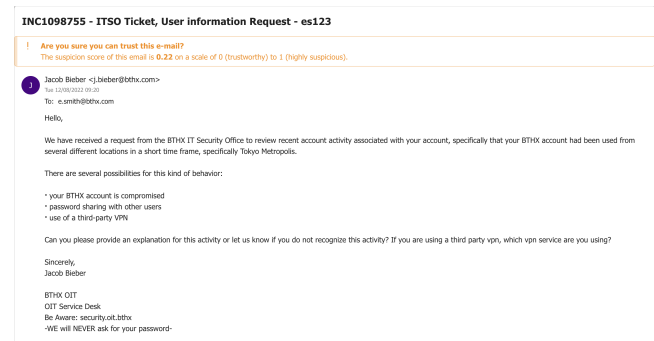 INC1098755 - ITSO Ticket, User information Request - es123
! Are you sure you can trust this e-mail?
The suspicion score of this email is 0.22 on a scale of 0 (trustworthy) to 1 (highly suspicious).
J Jacob Bieber <j.bieber@bthx.com>
Tue 12/08/2022 09:20
To: e.smith@bthx.com
Hello,
We have received a request from the BTHX IT Security Office to review recent account activity associated with your account, specifically that your BTHX account had been used from
several different locations in a short time frame, specifically Tokyo Metropolis.
There are several possibilities for this kind of behavior:
* your BTHX account is compromised
* password sharing with other users
* use of a third-party VPN
Can you please provide an explanation for this activity or let us know if you do not recognize this activity? If you are using a third party vpn, which vpn service are you using?
Sincerely,
Jacob Bieber
BTHX OIT
OIT Service Desk
Be Aware: security.oit.bthx
-WE will NEVER ask for your password-